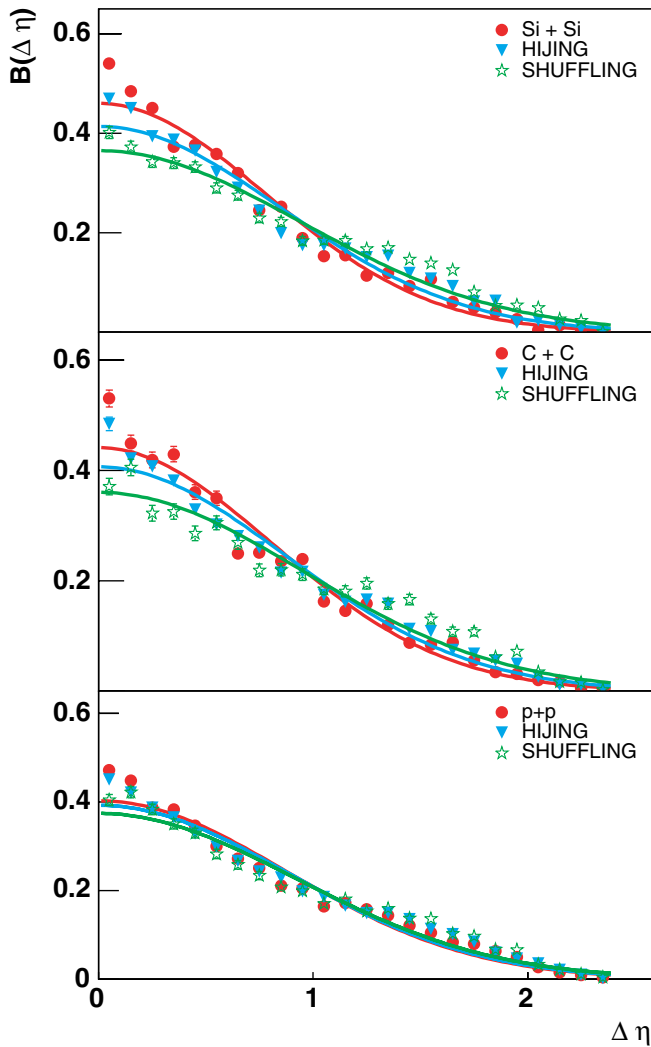 B(Δ η)
0.6
Si + Si
HIJING
SHUFFLING
0.4
0.2
0.6
C + C
HIJING
SHUFFLING
0.4
0.2
0.6
p+p
HIJING
SHUFFLING
0.4
0.2
0
0 1 2
Δ η